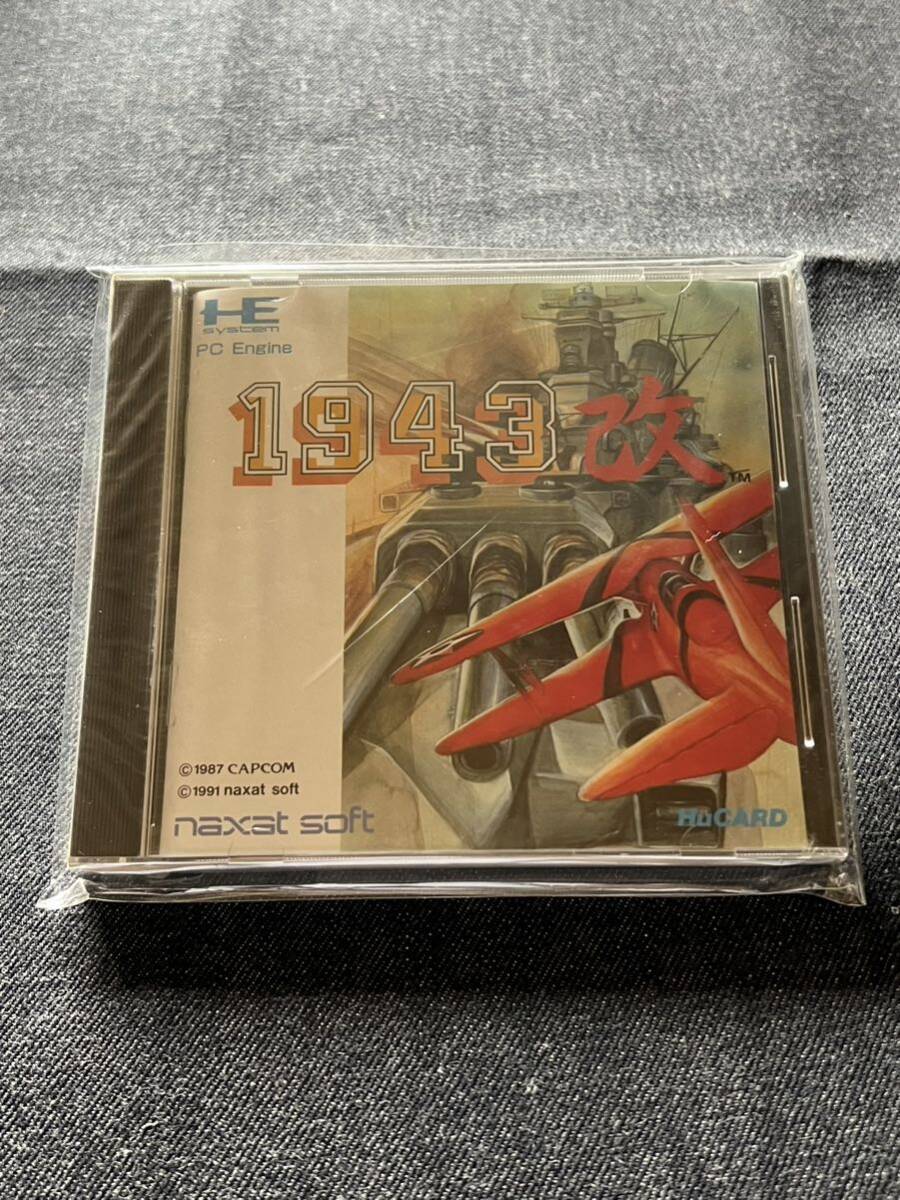 HE
system
PC Engine
1943改
TM
©1987 CAPCOM
©1991 naxat soft
naxat soft
HuCARD